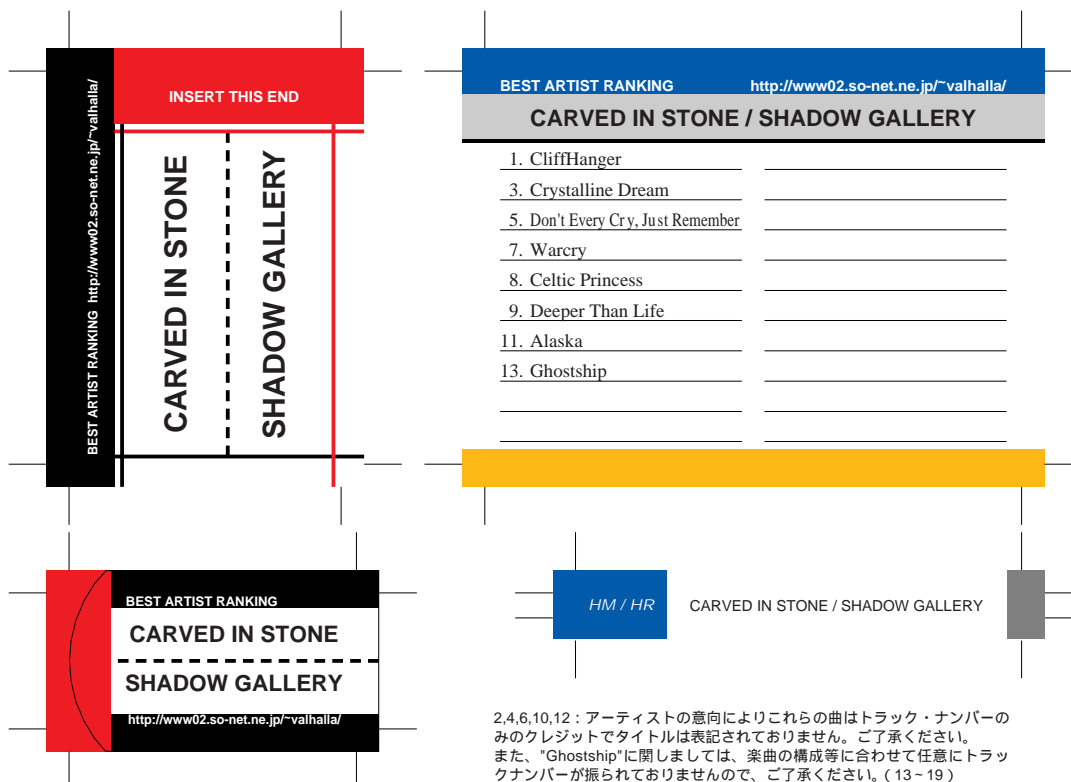 INSERT THIS END
BEST ARTIST RANKING http://www02.so-net.ne.jp/~valhalla/
CARVED IN STONE
SHADOW GALLERY
BEST ARTIST RANKING http://www02.so-net.ne.jp/~valhalla/
CARVED IN STONE / SHADOW GALLERY
1. CliffHanger
3. Crystalline Dream
5. Don't Every Cry, Just Remember
7. Warcry
8. Celtic Princess
9. Deeper Than Life
11. Alaska
13. Ghostship
BEST ARTIST RANKING
CARVED IN STONE
SHADOW GALLERY
http://www02.so-net.ne.jp/~valhalla/
HM / HR
CARVED IN STONE / SHADOW GALLERY
2,4,6,10,12：アーティストの意向によりこれらの曲はトラック・ナンバーの
みのクレジットでタイトルは表記されておりません。ご了承ください。
また、"Ghostship"に関しましては、楽曲の構成等に合わせて任意にトラッ
クナンバーが振られておりませんので、ご了承ください。( 13 ~ 19 )